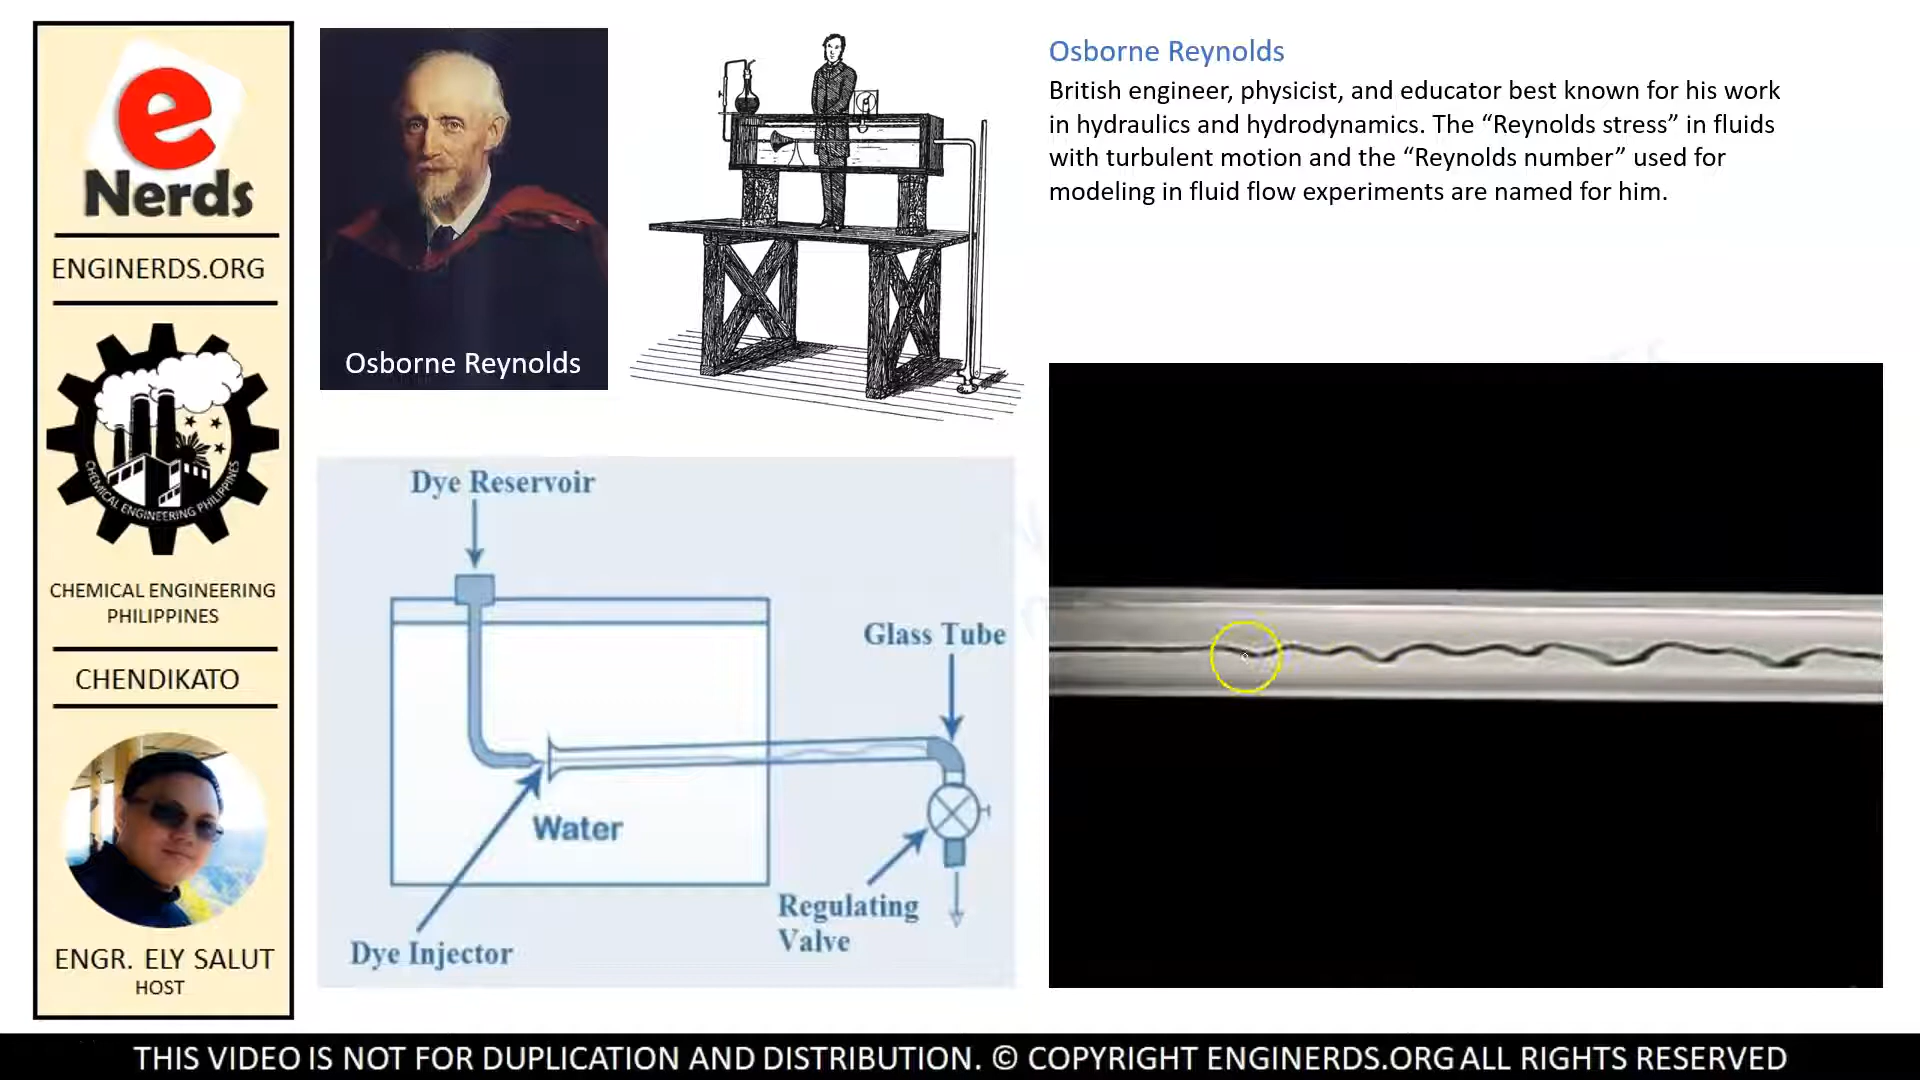 e
Nerds
ENGINERDS.ORG
CHEMICAL ENGINEERING PHILIPPINES
CHEMICAL ENGINEERING
PHILIPPINES
CHENDIKATO
ENGR. ELY SALUT
HOST
Osborne Reynolds
Osborne Reynolds
British engineer, physicist, and educator best known for his work
in hydraulics and hydrodynamics. The “Reynolds stress” in fluids
with turbulent motion and the “Reynolds number” used for
modeling in fluid flow experiments are named for him.
Dye Reservoir
Glass Tube
Water
Regulating
Valve
Dye Injector
THIS VIDEO IS NOT FOR DUPLICATION AND DISTRIBUTION. © COPYRIGHT ENGINERDS.ORG ALL RIGHTS RESERVED